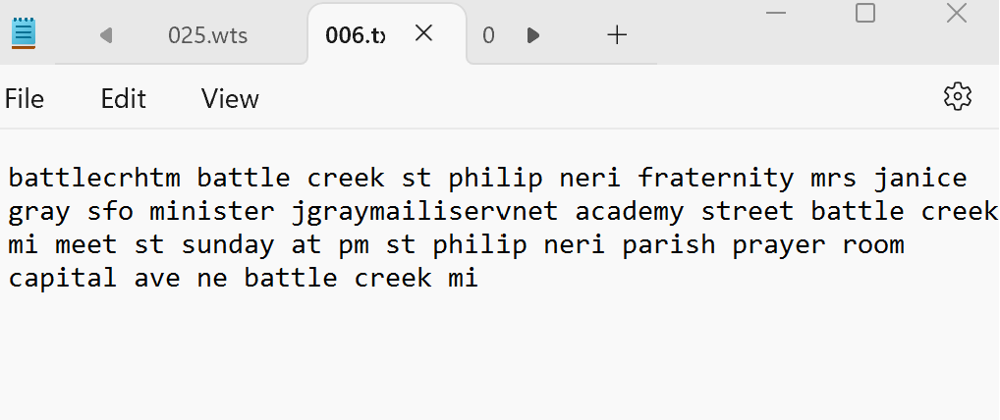 025.wts
006.tx
0
File Edit View
battlecrhtm battle creek st philip neri fraternity mrs janice
gray sfo minister jgraymailiservnet academy street battle creek
mi meet st sunday at pm st philip neri parish prayer room
capital ave ne battle creek mi